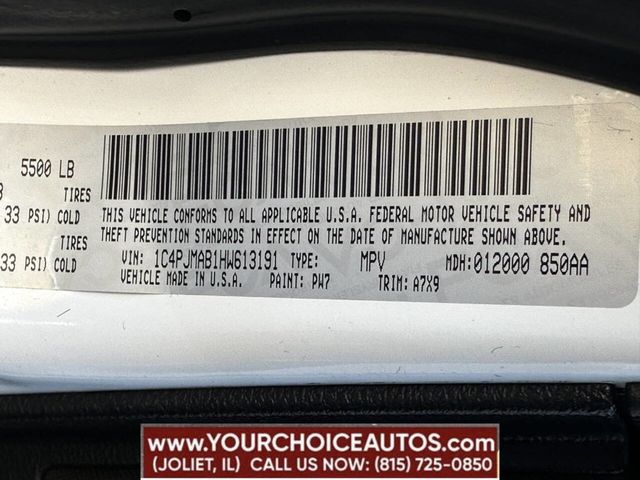 5500 LB
TIRES
33 PSI) COLD
TIRES
33 PSI) COLD
THIS VEHICLE CONFORMS TO ALL APPLICABLE U.S.A. FEDERAL MOTOR VEHICLE SAFETY AND
THEFT PREVENTION STANDARDS IN EFFECT ON THE DATE OF MANUFACTURE SHOWN ABOVE.
VIN: 1C4PJMAB1HW613191 TYPE: MPV MDH:012000 850AA
VEHICLE MADE IN U.S.A. PAINT: PW7 TRIM: A7X9
WWW.YOURCHOICEAUTOS.COM
(JOLIET, IL) CALL US NOW: (815) 725-0850